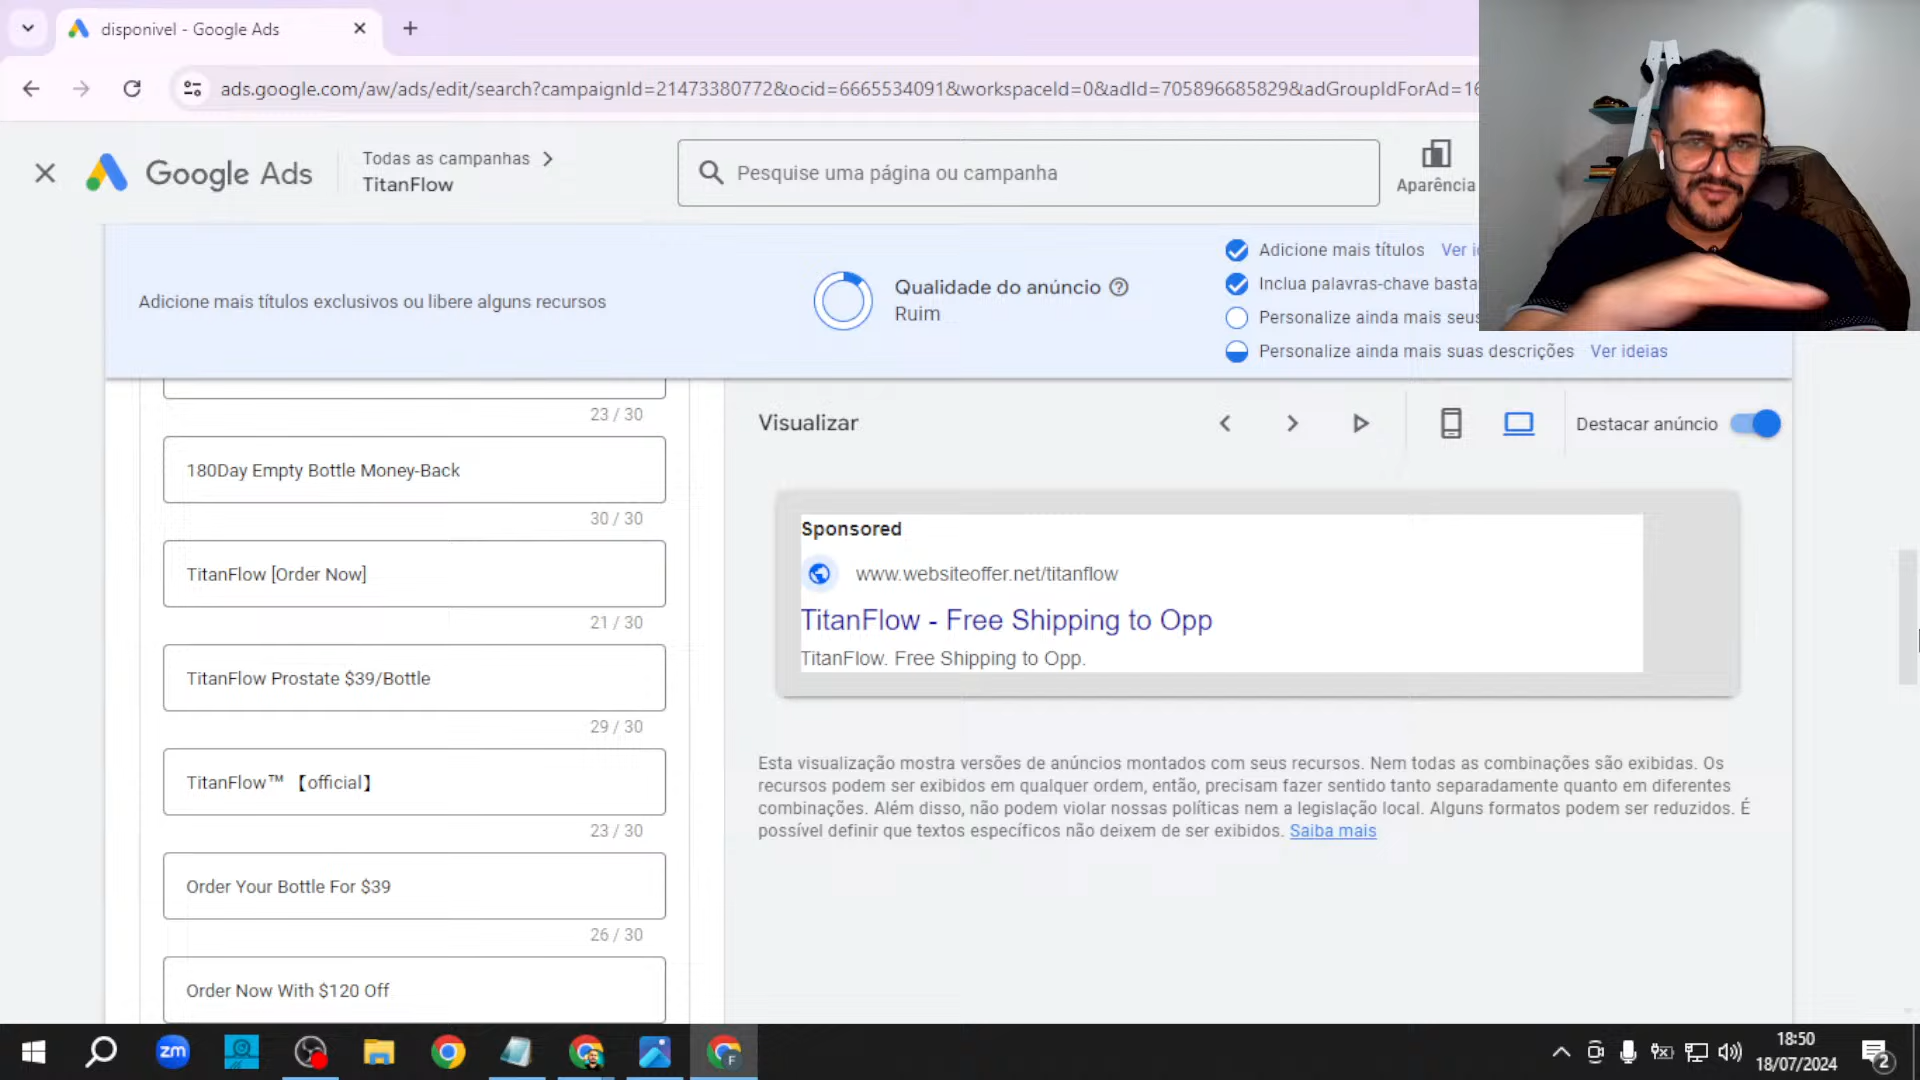 disponivel - Google Ads
ads.google.com/aw/ads/edit/search?campaignId=21473380772&ocid=6665534091&workspaceId=0&adId=705896685829&adGroupIdForAd=16
Google Ads
Todas as campanhas
TitanFlow
Pesquise uma página ou campanha
Aparência
Adicione mais títulos exclusivos ou libere alguns recursos
Qualidade do anúncio
Ruim
Adicione mais títulos Ver i
Inclua palavras-chave basta
Personalize ainda mais seus
Personalize ainda mais suas descrições Ver ideias
23 / 30
180Day Empty Bottle Money-Back
30 / 30
TitanFlow [Order Now]
21 / 30
TitanFlow Prostate $39/Bottle
29 / 30
TitanFlow™ 【official】
23 / 30
Order Your Bottle For $39
26 / 30
Order Now With $120 Off
Visualizar
Destacar anúncio
Sponsored
www.websiteoffer.net/titanflow
TitanFlow - Free Shipping to Opp
TitanFlow. Free Shipping to Opp.
Esta visualização mostra versões de anúncios montados com seus recursos. Nem todas as combinações são exibidas. Os
recursos podem ser exibidos em qualquer ordem, então, precisam fazer sentido tanto separadamente quanto em diferentes
combinações. Além disso, não podem violar nossas políticas nem a legislação local. Alguns formatos podem ser reduzidos. É
possível definir que textos específicos não deixem de ser exibidos. Saiba mais
zm
F
18:50
18/07/2024
2